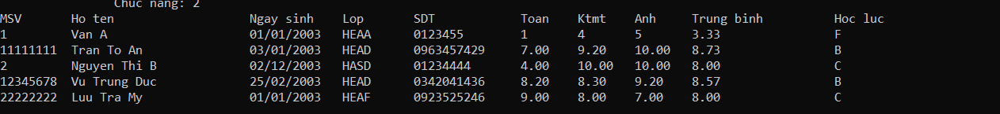 Chuc nang: 2
MSV Ho ten Ngay sinh Lop SDT Toan Ktmt Anh Trung binh Hoc luc
1 Van A 01/01/2003 HEAA 0123455 1 4 5 3.33 F
11111111 Tran To An 03/01/2003 HEAD 0963457429 7.00 9.20 10.00 8.73 B
2 Nguyen Thi B 02/12/2003 HASD 01234444 4.00 10.00 10.00 8.00 C
12345678 Vu Trung Duc 25/02/2003 HEAD 0342041436 8.20 8.30 9.20 8.57 B
22222222 Luu Tra My 01/01/2003 HEAF 0923525246 9.00 8.00 7.00 8.00 C